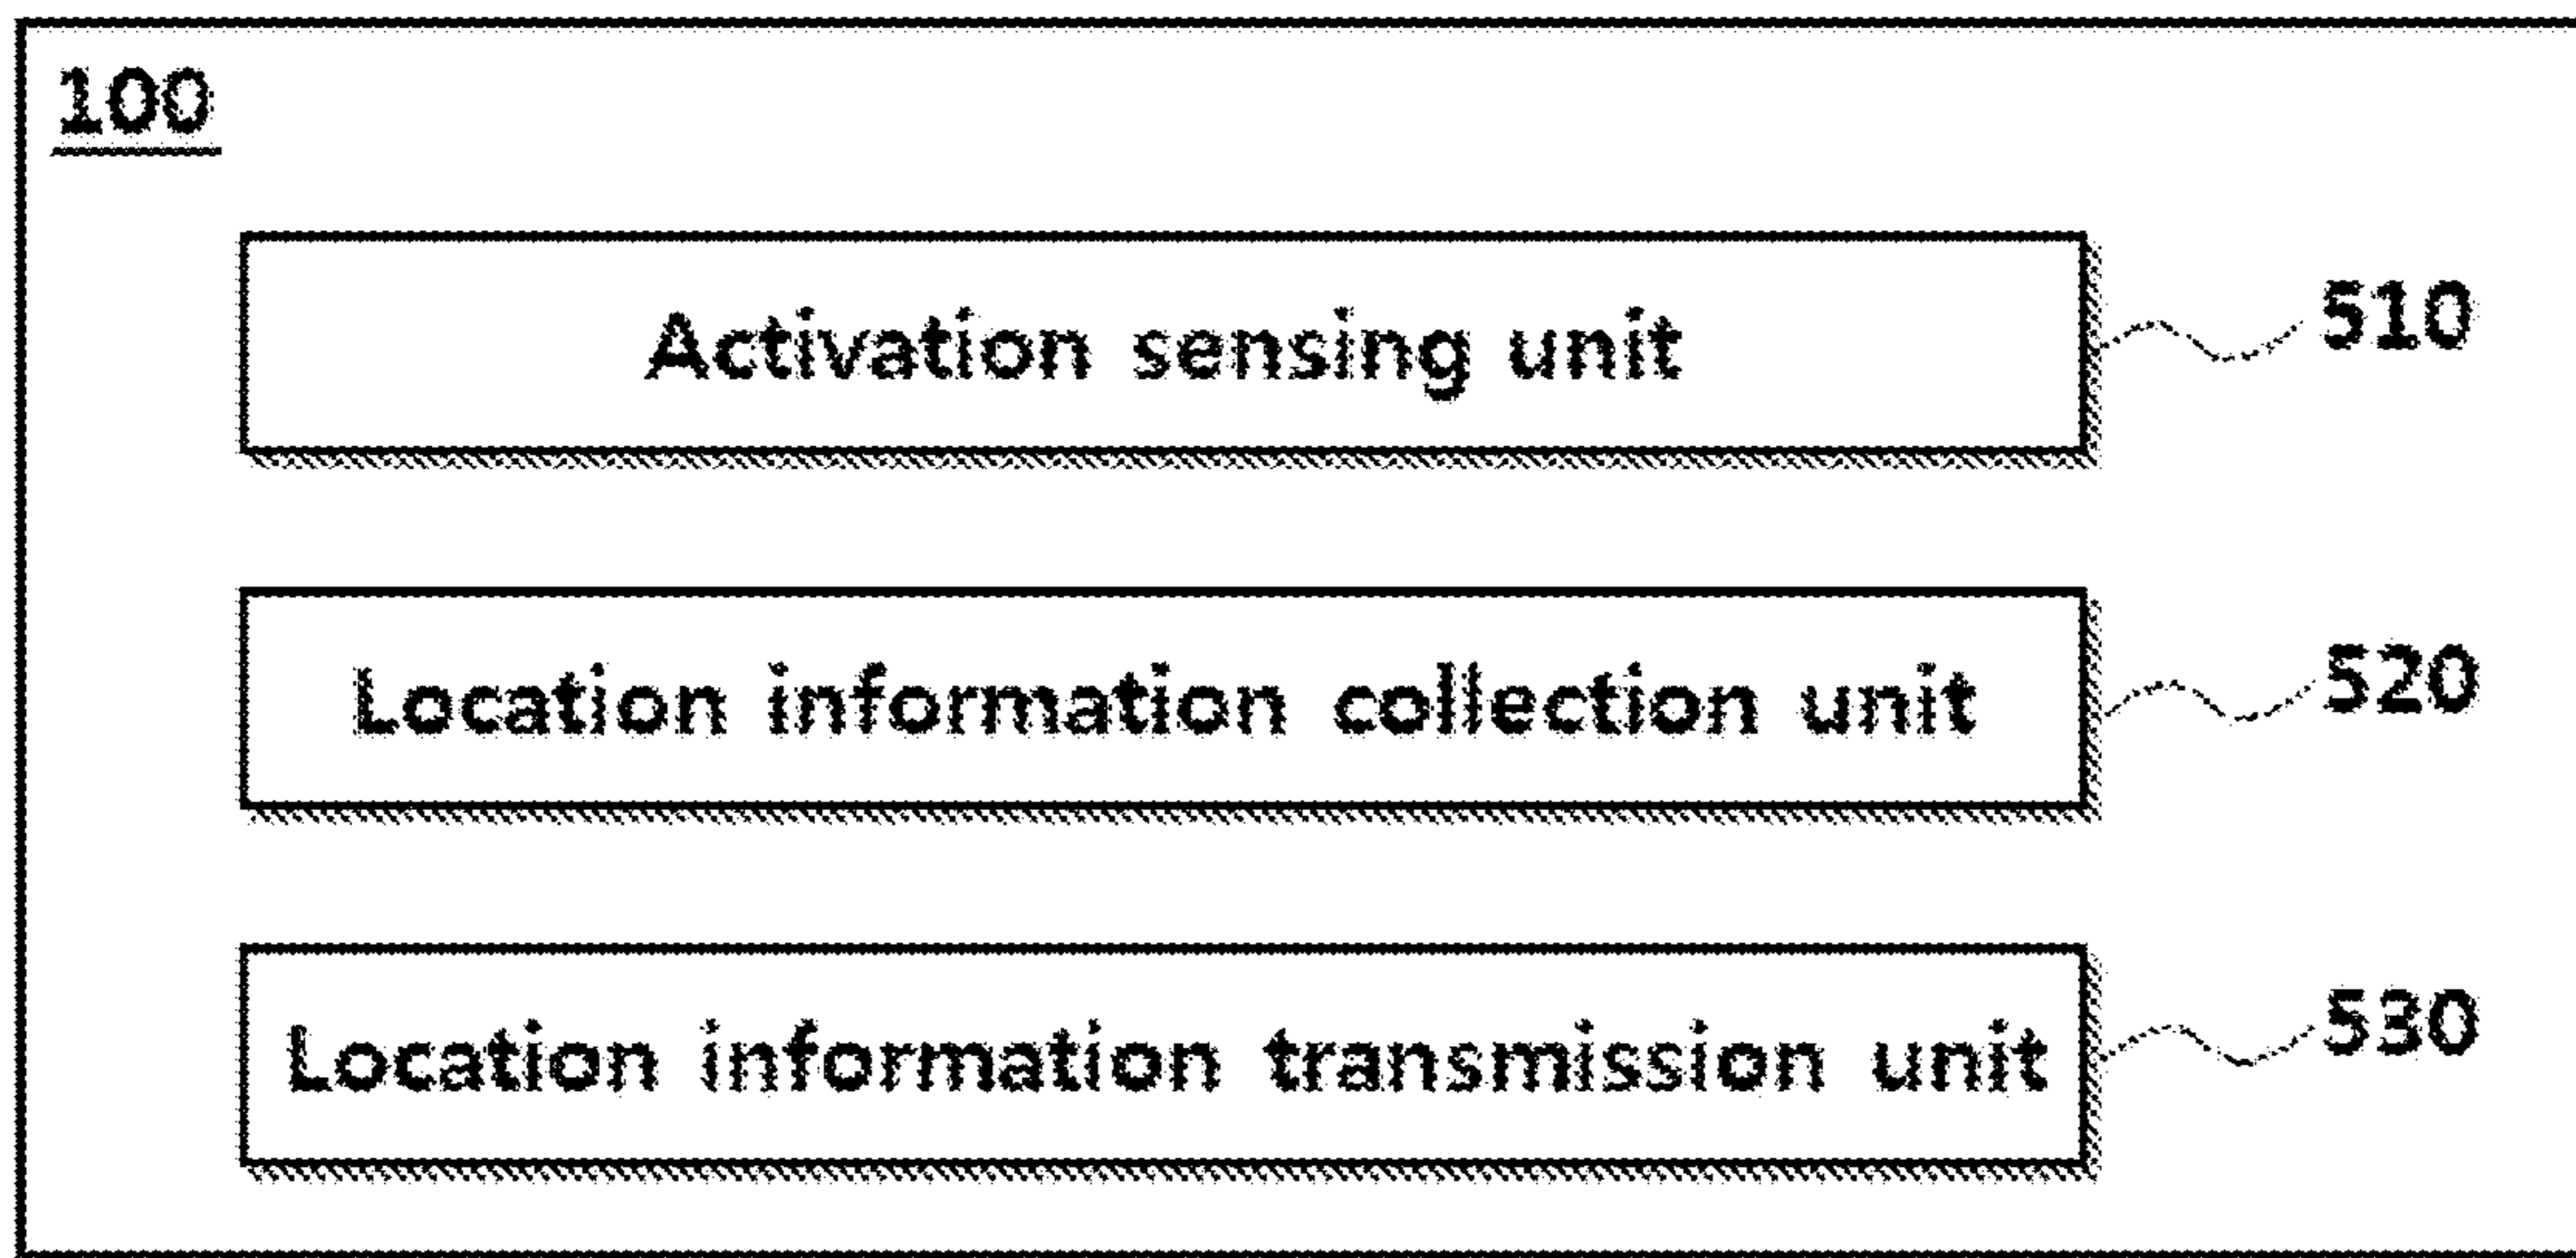 100
Activation sensing unit 510
Location information collection unit 520
Location information transmission unit 530